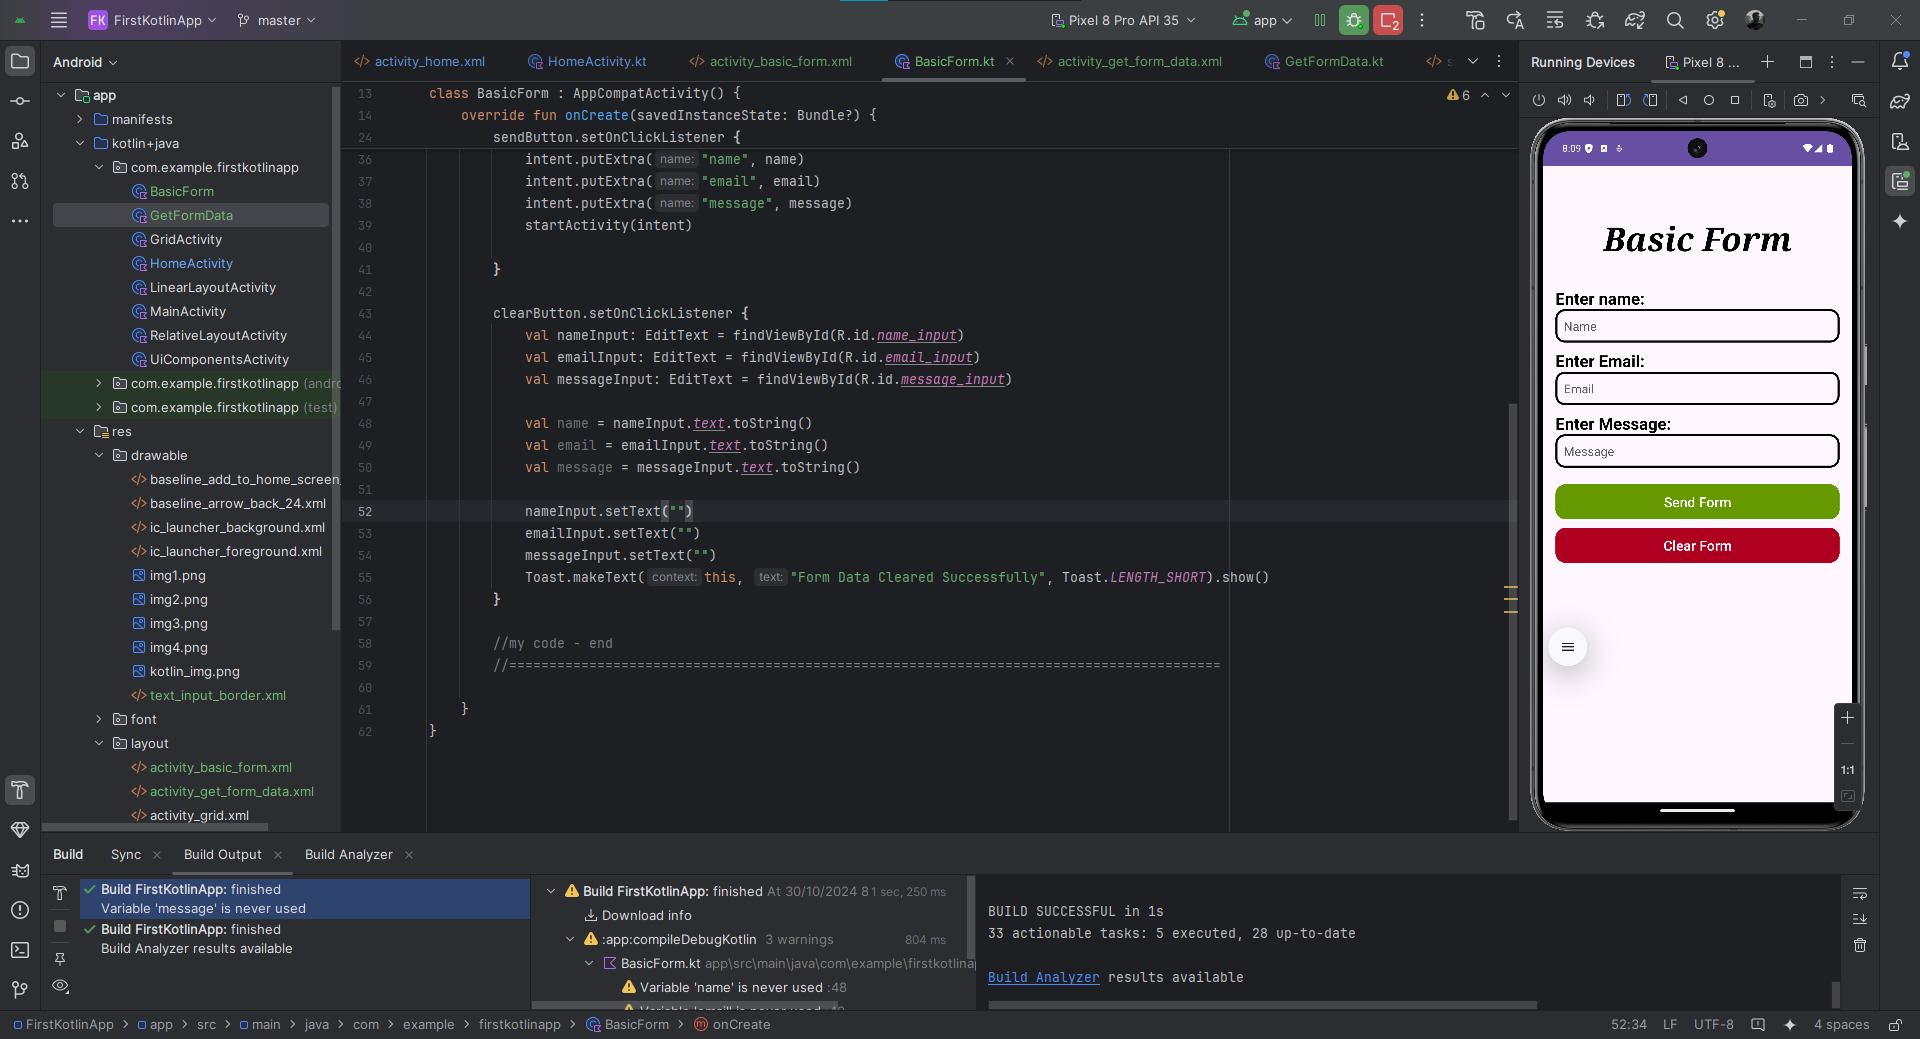 FK FirstKotlinApp master Pixel 8 Pro API 35 app 2
Android
app
manifests
kotlin+java
com.example.firstkotlinapp
BasicForm
GetFormData
GridActivity
HomeActivity
LinearLayoutActivity
MainActivity
RelativeLayoutActivity
UiComponentsActivity
com.example.firstkotlinapp (andro
com.example.firstkotlinapp (test)
res
drawable
baseline_add_to_home_screen_
baseline_arrow_back_24.xml
ic_launcher_background.xml
ic_launcher_foreground.xml
img1.png
img2.png
img3.png
img4.png
kotlin_img.png
text_input_border.xml
font
layout
activity_basic_form.xml
activity_get_form_data.xml
activity_grid.xml
activity_home.xml HomeActivity.kt activity_basic_form.xml BasicForm.kt activity_get_form_data.xml GetFormData.kt s
6
13 class BasicForm : AppCompatActivity() {
14 override fun onCreate(savedInstanceState: Bundle?) {
24 sendButton.setOnClickListener {
36 intent.putExtra( name: "name", name)
37 intent.putExtra( name: "email", email)
38 intent.putExtra( name: "message", message)
39 startActivity(intent)
40
41 }
42
43 clearButton.setOnClickListener {
44 val nameInput: EditText = findViewById(R.id.name_input)
45 val emailInput: EditText = findViewById(R.id.email_input)
46 val messageInput: EditText = findViewById(R.id.message_input)
47
48 val name = nameInput.text.toString()
49 val email = emailInput.text.toString()
50 val message = messageInput.text.toString()
51
52 nameInput.setText("")
53 emailInput.setText("")
54 messageInput.setText("")
55 Toast.makeText( context: this, text: "Form Data Cleared Successfully", Toast.LENGTH_SHORT).show()
56 }
57
58 //my code - end
59 //=========================================================================================
60
61 }
62 }
Running Devices Pixel 8 ...
8:09
Basic Form
Enter name:
Name
Enter Email:
Email
Enter Message:
Message
Send Form
Clear Form
1:1
Build Sync Build Output Build Analyzer
Build FirstKotlinApp: finished
Variable 'message' is never used
Build FirstKotlinApp: finished
Build Analyzer results available
Build FirstKotlinApp: finished At 30/10/2024 8 1 sec, 250 ms
Download info
:app:compileDebugKotlin 3 warnings 804 ms
BasicForm.kt app\src\main\java\com\example\firstkotlinap
Variable 'name' is never used :48
BUILD SUCCESSFUL in 1s
33 actionable tasks: 5 executed, 28 up-to-date
Build Analyzer results available
FirstKotlinApp > app > src > main > java > com > example > firstkotlinapp > BasicForm > onCreate
52:34 LF UTF-8 4 spaces